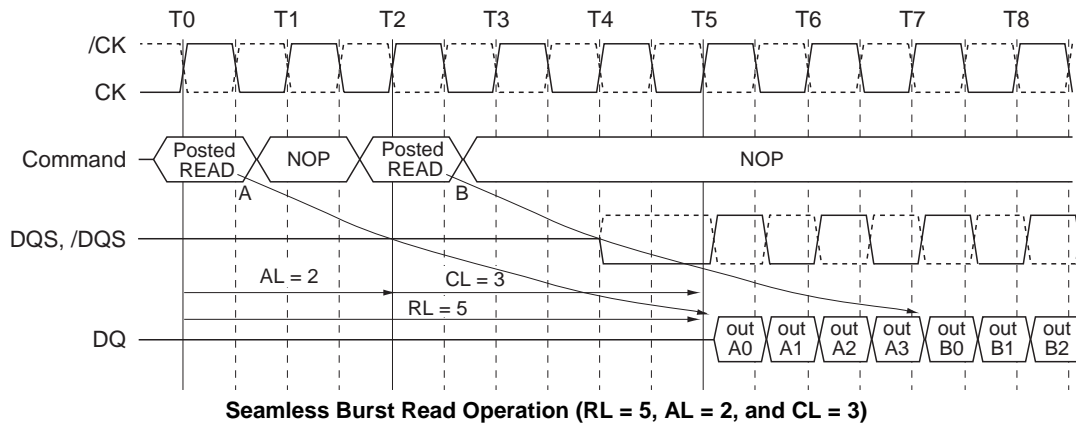 T0 T1 T2 T3 T4 T5 T6 T7 T8
/CK
CK
Command
Posted
READ
NOP
Posted
READ
NOP
A
B
DQS, /DQS
AL = 2
CL = 3
RL = 5
DQ
out
A0
out
A1
out
A2
out
A3
out
B0
out
B1
out
B2
Seamless Burst Read Operation (RL = 5, AL = 2, and CL = 3)